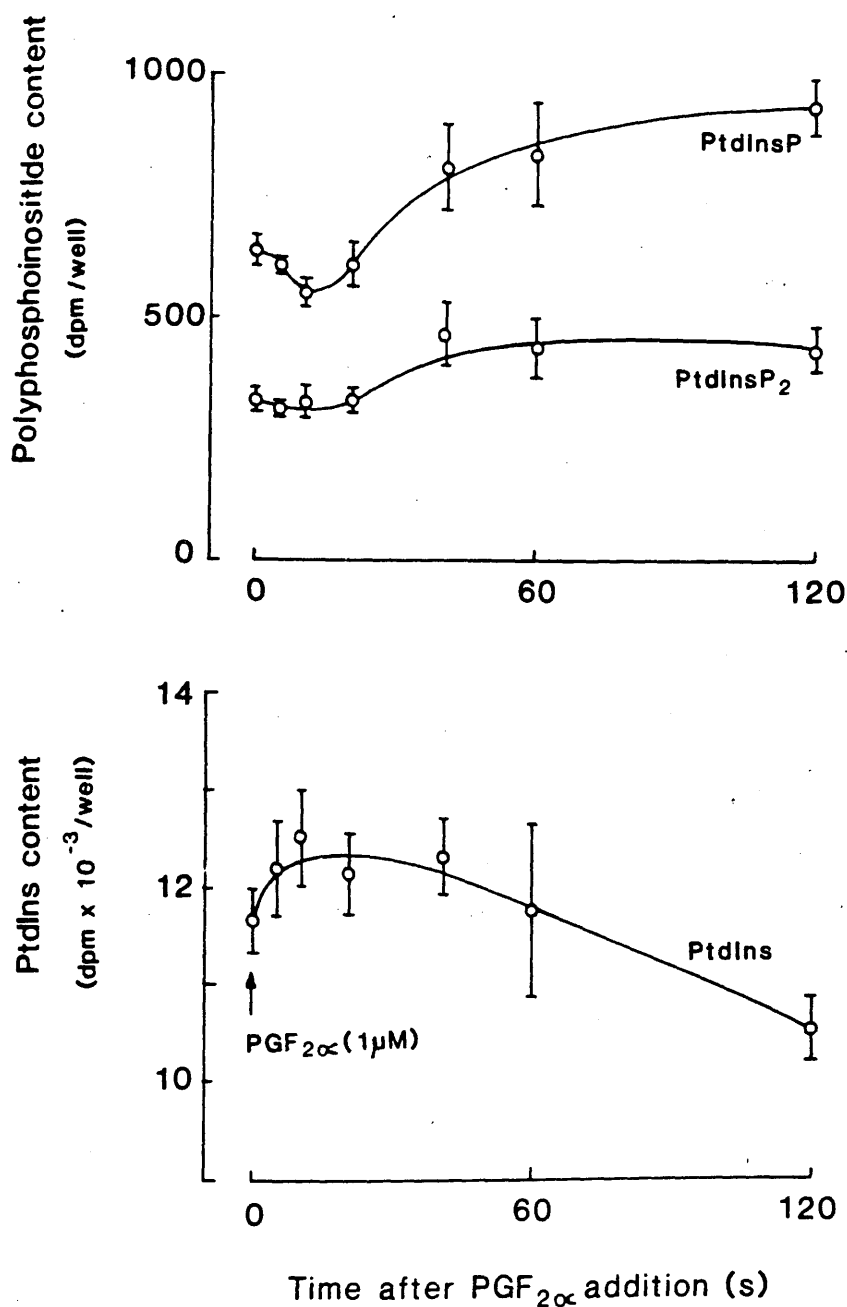 Polyphosphoinositide content
(dpm/well)
1000
500
0
PtdInsP
PtdInsP₂
0 60 120
PtdIns content
(dpm x 10⁻³/well)
14
13
12
10
PtdIns
PGF₂α (1µM)
0 60 120
Time after PGF₂α addition (s)